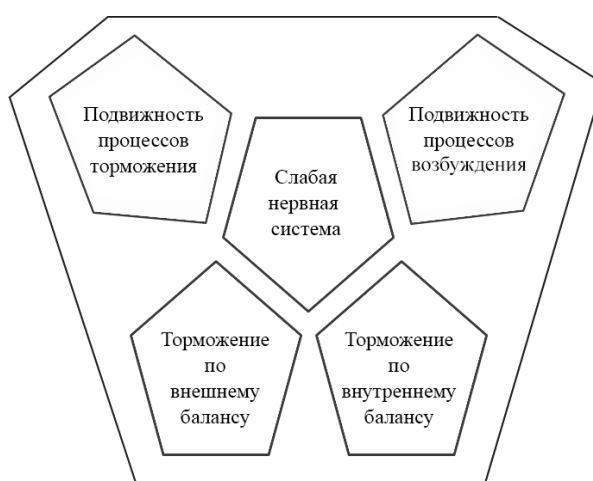 Подвижность
процессов
торможения
Подвижность
процессов
возбуждения
Слабая
нервная
система
Торможение
по
внешнему
балансу
Торможение
по
внутреннему
балансу